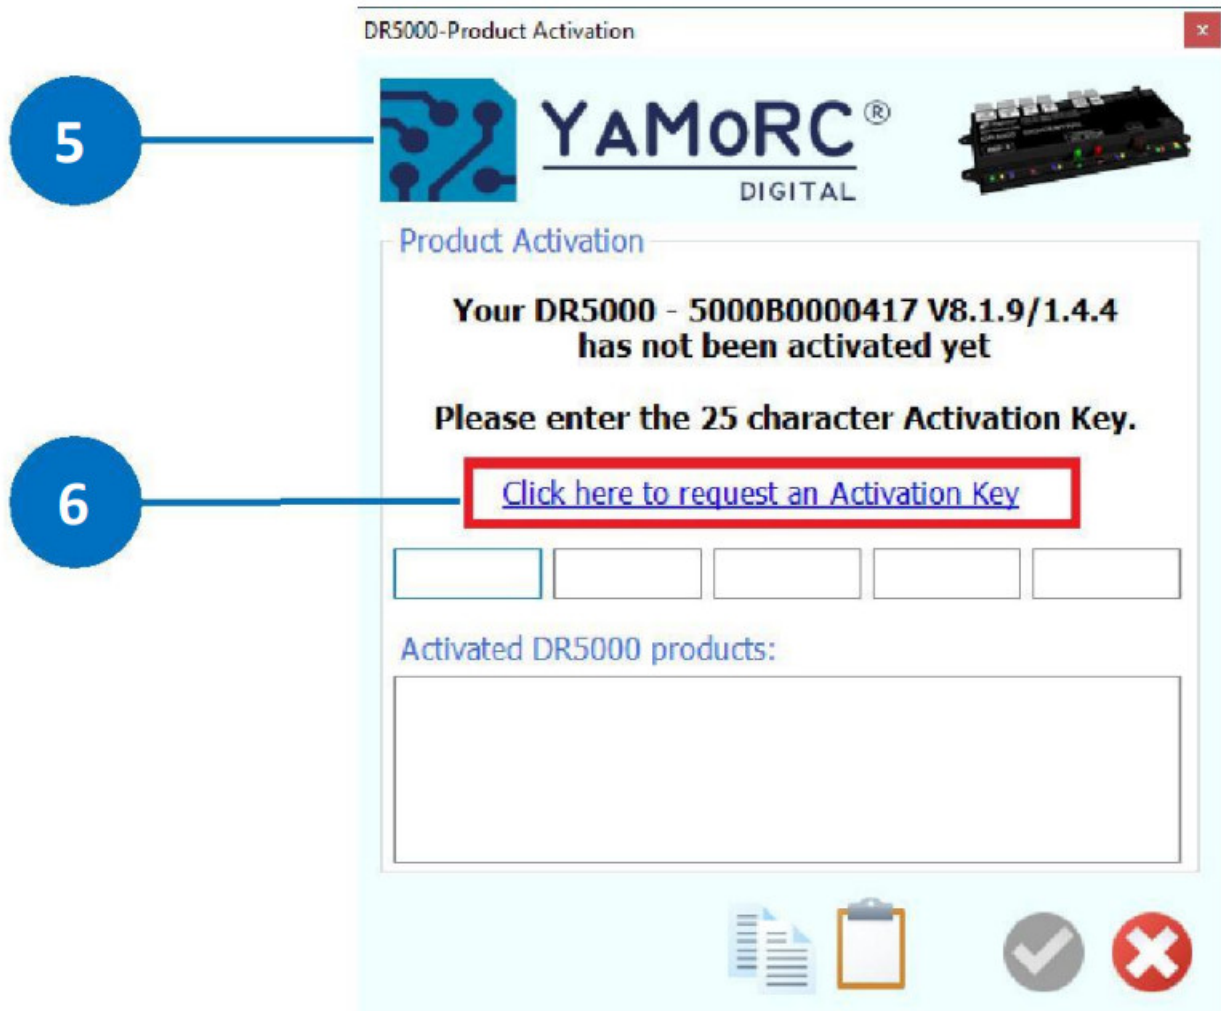 DR5000-Product Activation
5
YAMoRC®
DIGITAL
Product Activation
Your DR5000 - 5000B0000417 V8.1.9/1.4.4
has not been activated yet
Please enter the 25 character Activation Key.
6
Click here to request an Activation Key
Activated DR5000 products: